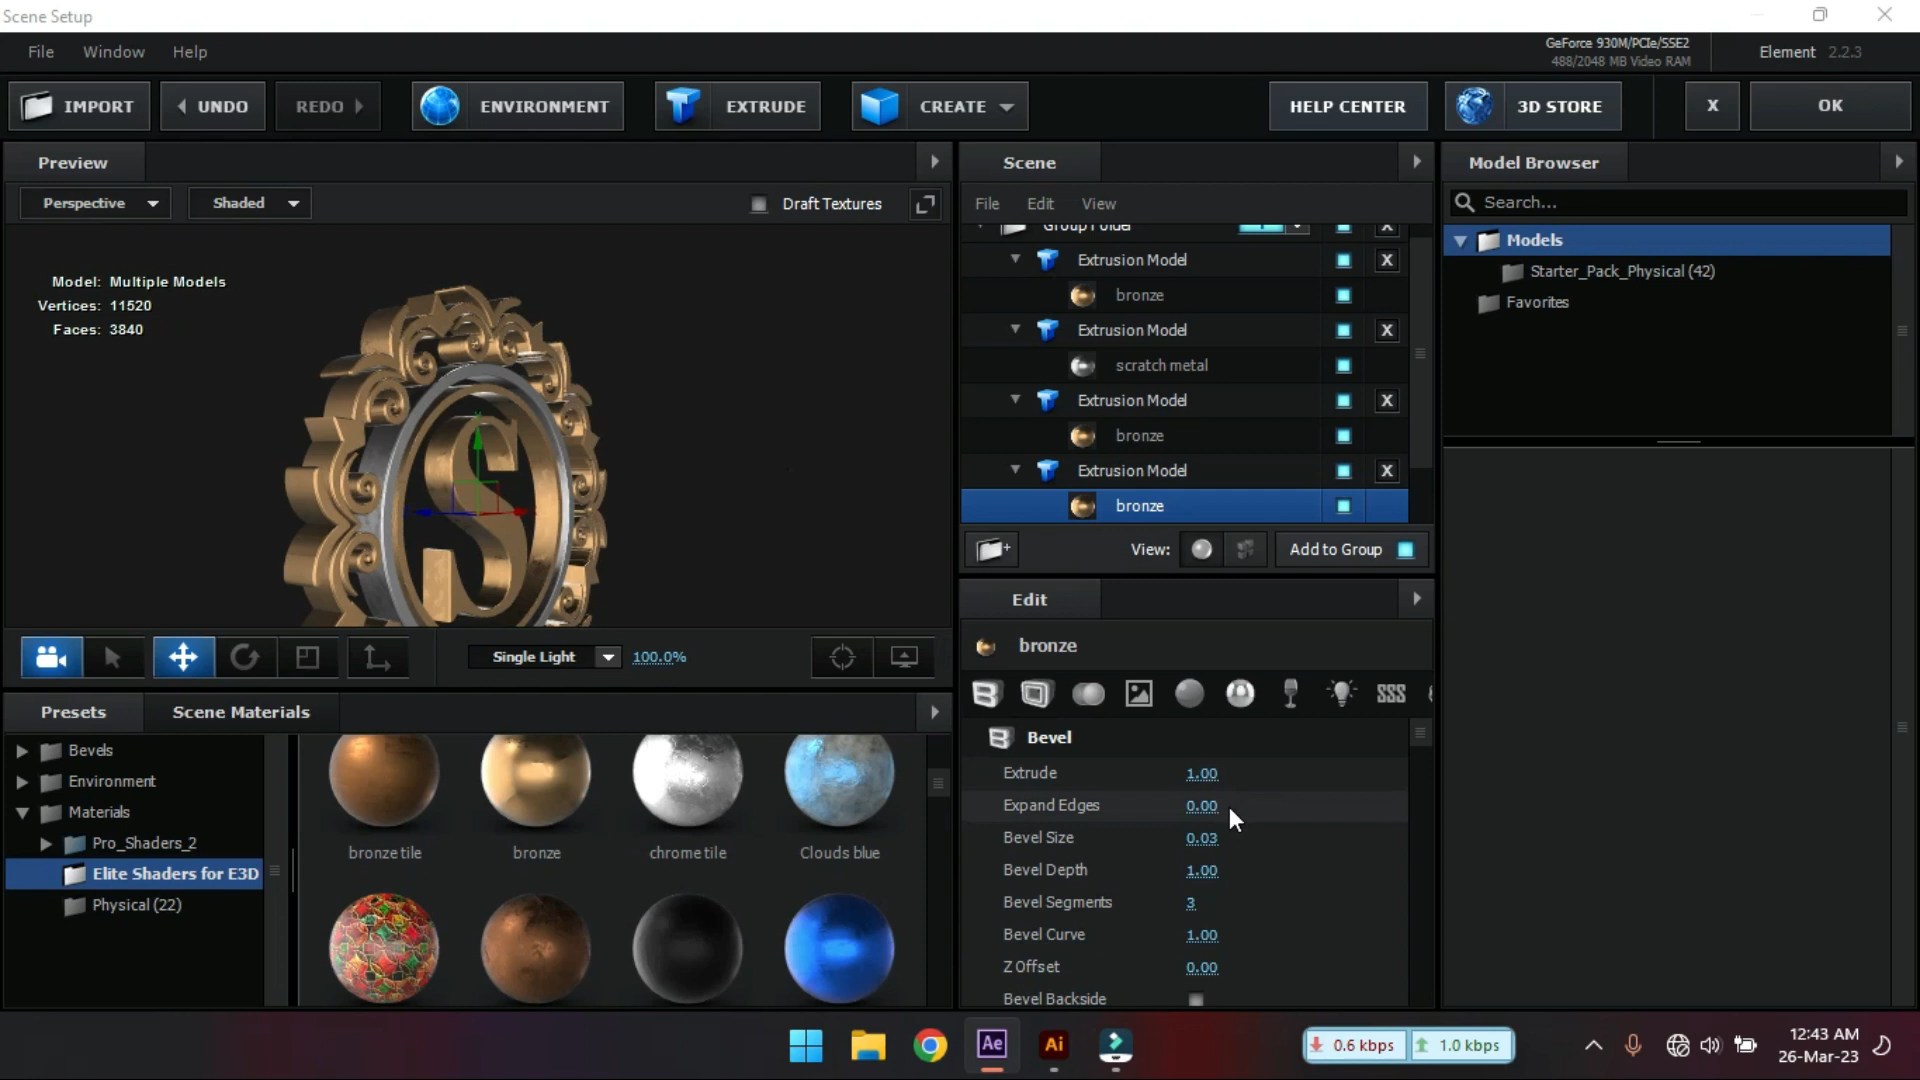 Scene Setup
File Window Help
GeForce 930M/PCIe/SSE2
488/2048 MB Video RAM
Element 2.2.3
IMPORT UNDO REDO ENVIRONMENT EXTRUDE CREATE HELP CENTER 3D STORE X OK
Preview
Perspective Shaded Draft Textures
Model: Multiple Models
Vertices: 11520
Faces: 3840
S
Single Light 100.0%
Scene
File Edit View
Group Folder X
Extrusion Model X
bronze
Extrusion Model X
scratch metal
Extrusion Model X
bronze
Extrusion Model X
bronze
View: Add to Group
Edit
bronze
SSS
Bevel
Extrude 1.00
Expand Edges 0.00
Bevel Size 0.03
Bevel Depth 1.00
Bevel Segments 3
Bevel Curve 1.00
Z Offset 0.00
Bevel Backside
Model Browser
Search...
Models
Starter_Pack_Physical (42)
Favorites
Presets Scene Materials
Bevels
Environment
Materials
Pro_Shaders_2
Elite Shaders for E3D
Physical (22)
bronze tile bronze chrome tile Clouds blue
Ae Ai
0.6 kbps 1.0 kbps
12:43 AM
26-Mar-23